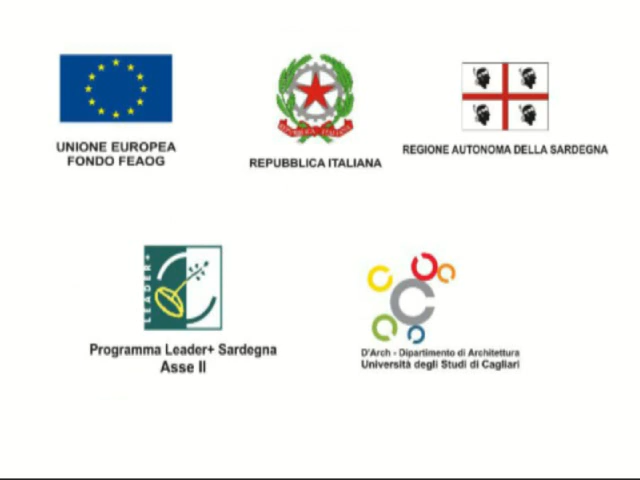 UNIONE EUROPEA
FONDO FEAOG
REPUBBLICA ITALIANA
REGIONE AUTONOMA DELLA SARDEGNA
LEADER+
Programma Leader+ Sardegna
Asse II
D'Arch - Dipartimento di Architettura
Università degli Studi di Cagliari